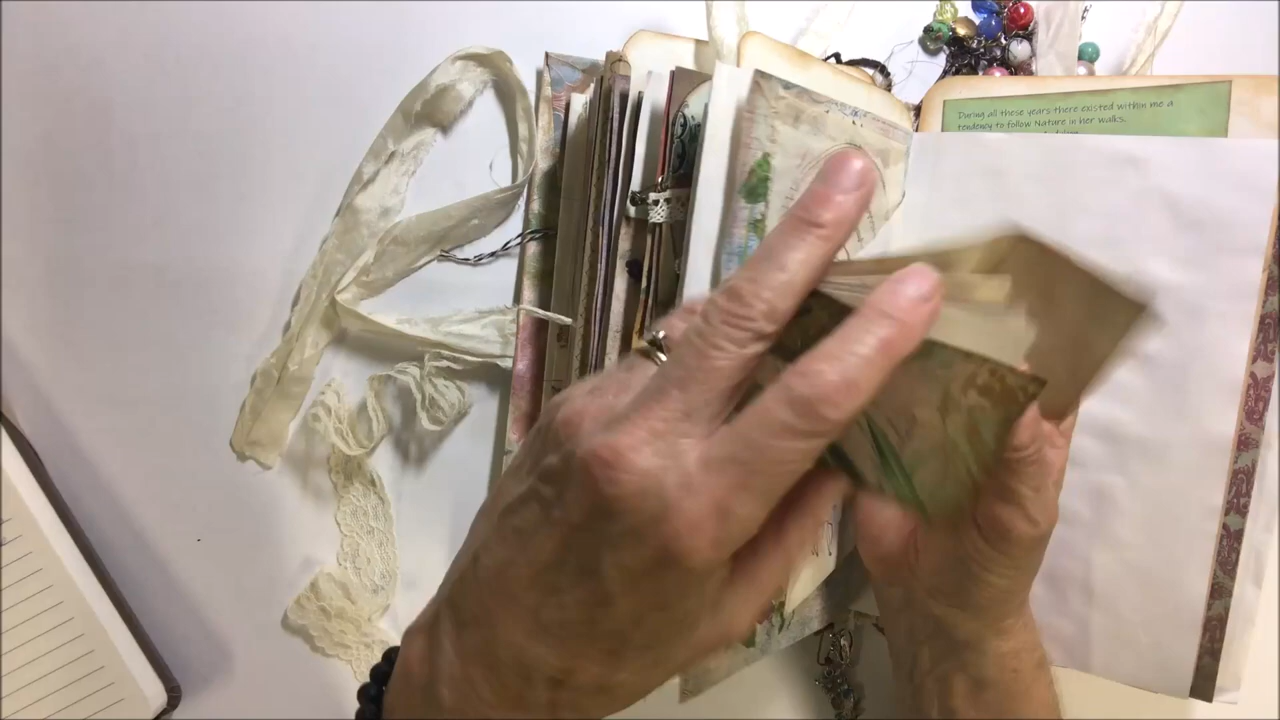 During all these years there existed within me a
tendency to follow Nature in her walks.